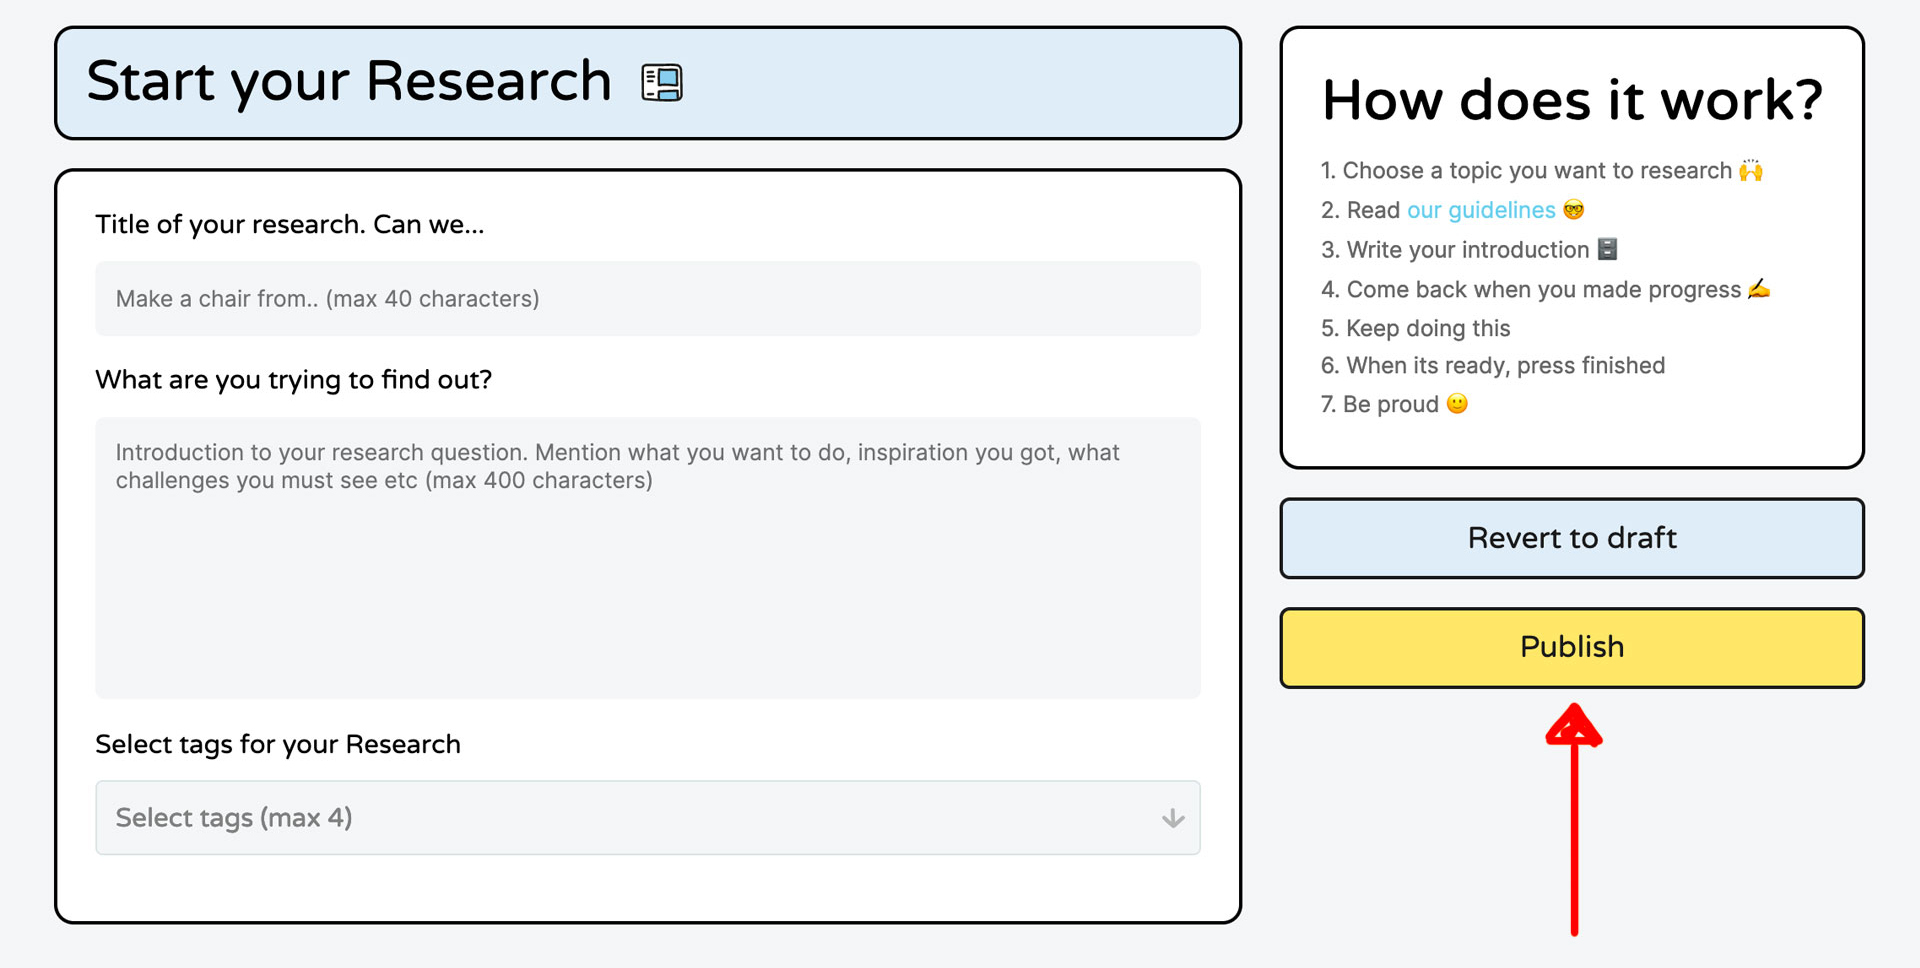 Start your Research
Title of your research. Can we...
Make a chair from.. (max 40 characters)
What are you trying to find out?
Introduction to your research question. Mention what you want to do, inspiration you got, what
challenges you must see etc (max 400 characters)
Select tags for your Research
Select tags (max 4)
How does it work?
1. Choose a topic you want to research 🙌
2. Read our guidelines 🤓
3. Write your introduction 🗄️
4. Come back when you made progress ✍️
5. Keep doing this
6. When its ready, press finished
7. Be proud 🙂
Revert to draft
Publish